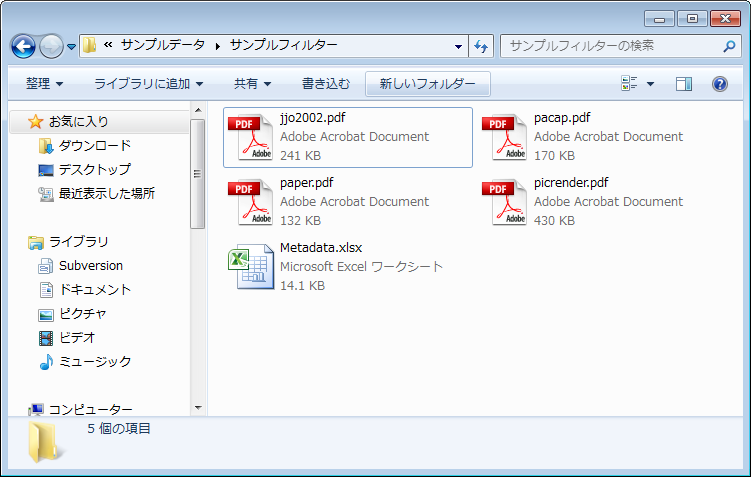 « サンプルデータ ▸ サンプルフィルター
サンプルフィルターの検索
整理 ライブラリに追加 共有 書き込む 新しいフォルダー
お気に入り
ダウンロード
デスクトップ
最近表示した場所
ライブラリ
Subversion
ドキュメント
ピクチャ
ビデオ
ミュージック
コンピューター
PDF
Adobe
jjo2002.pdf
Adobe Acrobat Document
241 KB
PDF
Adobe
pacap.pdf
Adobe Acrobat Document
170 KB
PDF
Adobe
paper.pdf
Adobe Acrobat Document
132 KB
PDF
Adobe
picrender.pdf
Adobe Acrobat Document
430 KB
Metadata.xlsx
Microsoft Excel ワークシート
14.1 KB
5 個の項目